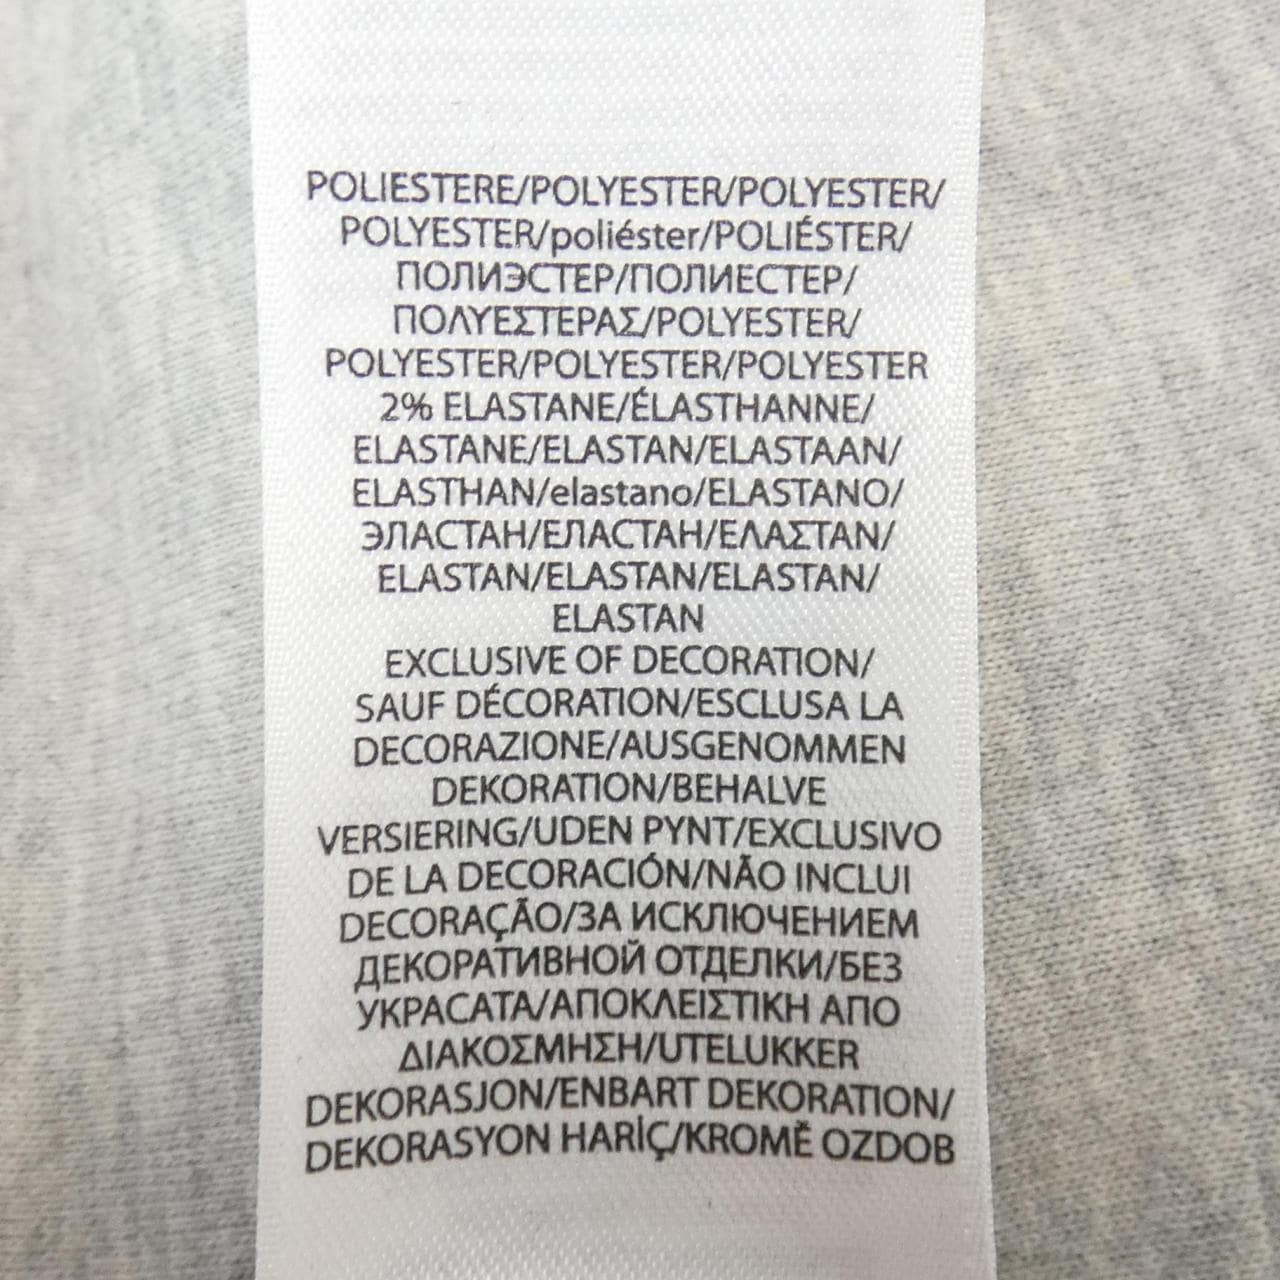 POLIESTERE/POLYESTER/POLYESTER/
POLYESTER/poliéster/POLIÉSTER/
ПОЛИЭСТЕР/ПОЛИЕСТЕР/
ΠΟΛΥΕΣΤΕΡΑΣ/POLYESTER/
POLYESTER/POLYESTER/POLYESTER
2% ELASTANE/ÉLASTHANNE/
ELASTANE/ELASTAN/ELASTAAN/
ELASTHAN/elastano/ELASTANO/
ЭЛАСТАН/ЕЛАСТАН/ΕΛΑΣΤΑΝ/
ELASTAN/ELASTAN/ELASTAN/
ELASTAN
EXCLUSIVE OF DECORATION/
SAUF DÉCORATION/ESCLUSA LA
DECORAZIONE/AUSGENOMMEN
DEKORATION/BEHALVE
VERSIERING/UDEN PYNT/EXCLUSIVO
DE LA DECORACIÓN/NÃO INCLUI
DECORAÇÃO/ЗА ИСКЛЮЧЕНИЕМ
ДЕКОРАТИВНОЙ ОТДЕЛКИ/БЕЗ
УКРАСАТА/ΑΠΟΚΛΕΙΣΤΙΚΗ ΑΠΟ
ΔΙΑΚΟΣΜΗΣΗ/UTELUKKER
DEKORASJON/ENBART DEKORATION/
DEKORASYON HARİÇ/KROMĚ OZDOB